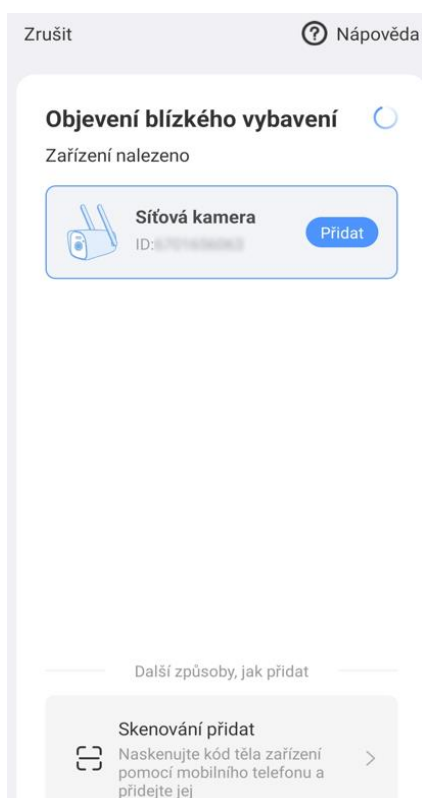 Zrušit
Nápověda
Objevení blízkého vybavení
Zařízení nalezeno
Síťová kamera
ID:
Přidat
Další způsoby, jak přidat
Skenování přidat
Naskenujte kód těla zařízení
pomocí mobilního telefonu a
přidejte jej